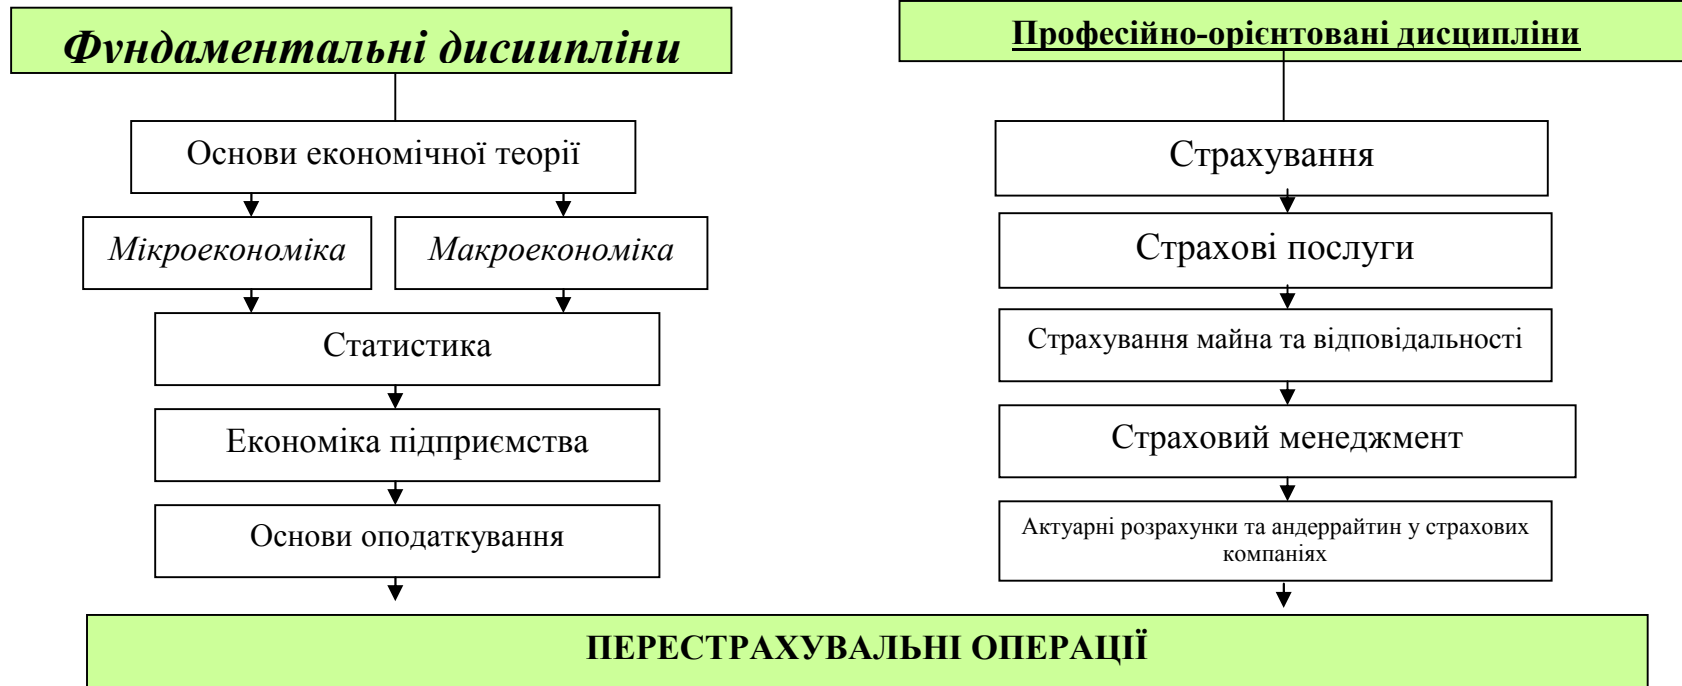 Фундаментальні дисципліни
Професійно-орієнтовані дисципліни
Основи економічної теорії
Мікроекономіка
Макроекономіка
Статистика
Економіка підприємства
Основи оподаткування
Страхування
Страхові послуги
Страхування майна та відповідальності
Страховий менеджмент
Актуарні розрахунки та андеррайтин у страхових
компаніях
ПЕРЕСТРАХУВАЛЬНІ ОПЕРАЦІЇ